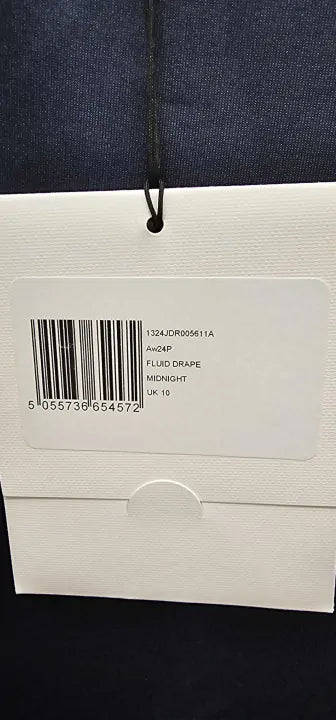 1324JDR005611A
Aw24P
FLUID DRAPE
MIDNIGHT
UK 10
5 055736 654572